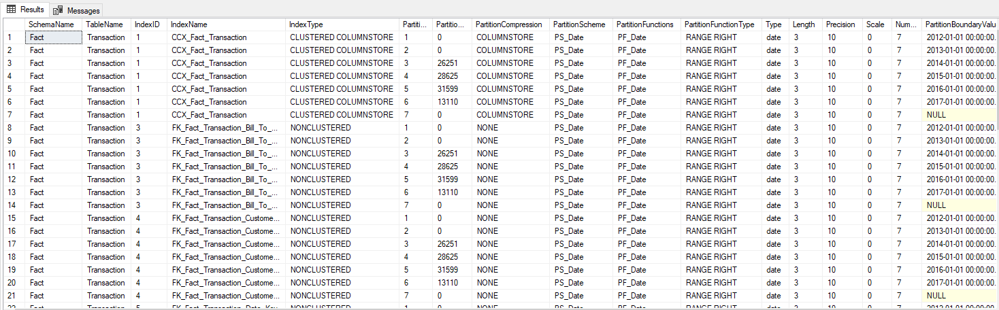 Results Messages
SchemaName TableName IndexID IndexName IndexType Partiti... Partitio... PartitionCompression PartitionScheme PartitionFunctions PartitionFunctionType Type Length Precision Scale Num... PartitionBoundaryValu
1 Fact Transaction 1 CCX_Fact_Transaction CLUSTERED COLUMNSTORE 1 0 COLUMNSTORE PS_Date PF_Date RANGE RIGHT date 3 10 0 7 2012-01-01 00:00:00.
2 Fact Transaction 1 CCX_Fact_Transaction CLUSTERED COLUMNSTORE 2 0 COLUMNSTORE PS_Date PF_Date RANGE RIGHT date 3 10 0 7 2013-01-01 00:00:00.
3 Fact Transaction 1 CCX_Fact_Transaction CLUSTERED COLUMNSTORE 3 26251 COLUMNSTORE PS_Date PF_Date RANGE RIGHT date 3 10 0 7 2014-01-01 00:00:00.
4 Fact Transaction 1 CCX_Fact_Transaction CLUSTERED COLUMNSTORE 4 28625 COLUMNSTORE PS_Date PF_Date RANGE RIGHT date 3 10 0 7 2015-01-01 00:00:00.
5 Fact Transaction 1 CCX_Fact_Transaction CLUSTERED COLUMNSTORE 5 31599 COLUMNSTORE PS_Date PF_Date RANGE RIGHT date 3 10 0 7 2016-01-01 00:00:00.
6 Fact Transaction 1 CCX_Fact_Transaction CLUSTERED COLUMNSTORE 6 13110 COLUMNSTORE PS_Date PF_Date RANGE RIGHT date 3 10 0 7 2017-01-01 00:00:00.
7 Fact Transaction 1 CCX_Fact_Transaction CLUSTERED COLUMNSTORE 7 0 COLUMNSTORE PS_Date PF_Date RANGE RIGHT date 3 10 0 7 NULL
8 Fact Transaction 3 FK_Fact_Transaction_Bill_To_... NONCLUSTERED 1 0 NONE PS_Date PF_Date RANGE RIGHT date 3 10 0 7 2012-01-01 00:00:00.
9 Fact Transaction 3 FK_Fact_Transaction_Bill_To_... NONCLUSTERED 2 0 NONE PS_Date PF_Date RANGE RIGHT date 3 10 0 7 2013-01-01 00:00:00.
10 Fact Transaction 3 FK_Fact_Transaction_Bill_To_... NONCLUSTERED 3 26251 NONE PS_Date PF_Date RANGE RIGHT date 3 10 0 7 2014-01-01 00:00:00.
11 Fact Transaction 3 FK_Fact_Transaction_Bill_To_... NONCLUSTERED 4 28625 NONE PS_Date PF_Date RANGE RIGHT date 3 10 0 7 2015-01-01 00:00:00.
12 Fact Transaction 3 FK_Fact_Transaction_Bill_To_... NONCLUSTERED 5 31599 NONE PS_Date PF_Date RANGE RIGHT date 3 10 0 7 2016-01-01 00:00:00.
13 Fact Transaction 3 FK_Fact_Transaction_Bill_To_... NONCLUSTERED 6 13110 NONE PS_Date PF_Date RANGE RIGHT date 3 10 0 7 2017-01-01 00:00:00.
14 Fact Transaction 3 FK_Fact_Transaction_Bill_To_... NONCLUSTERED 7 0 NONE PS_Date PF_Date RANGE RIGHT date 3 10 0 7 NULL
15 Fact Transaction 4 FK_Fact_Transaction_Custome... NONCLUSTERED 1 0 NONE PS_Date PF_Date RANGE RIGHT date 3 10 0 7 2012-01-01 00:00:00.
16 Fact Transaction 4 FK_Fact_Transaction_Custome... NONCLUSTERED 2 0 NONE PS_Date PF_Date RANGE RIGHT date 3 10 0 7 2013-01-01 00:00:00.
17 Fact Transaction 4 FK_Fact_Transaction_Custome... NONCLUSTERED 3 26251 NONE PS_Date PF_Date RANGE RIGHT date 3 10 0 7 2014-01-01 00:00:00.
18 Fact Transaction 4 FK_Fact_Transaction_Custome... NONCLUSTERED 4 28625 NONE PS_Date PF_Date RANGE RIGHT date 3 10 0 7 2015-01-01 00:00:00.
19 Fact Transaction 4 FK_Fact_Transaction_Custome... NONCLUSTERED 5 31599 NONE PS_Date PF_Date RANGE RIGHT date 3 10 0 7 2016-01-01 00:00:00.
20 Fact Transaction 4 FK_Fact_Transaction_Custome... NONCLUSTERED 6 13110 NONE PS_Date PF_Date RANGE RIGHT date 3 10 0 7 2017-01-01 00:00:00.
21 Fact Transaction 4 FK_Fact_Transaction_Custome... NONCLUSTERED 7 0 NONE PS_Date PF_Date RANGE RIGHT date 3 10 0 7 NULL